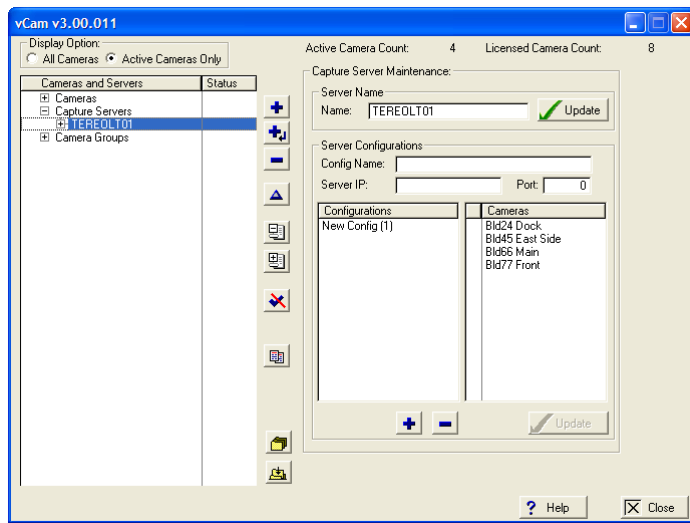 vCam v3.00.011
Display Option:
All Cameras Active Cameras Only
Active Camera Count: 4 Licensed Camera Count: 8
Cameras and Servers Status
Cameras
Capture Servers
TEREOLT01
Camera Groups
Capture Server Maintenance:
Server Name
Name: TEREOLT01 Update
Server Configurations
Config Name:
Server IP: Port: 0
Configurations Cameras
New Config (1)
Bld24 Dock
Bld45 East Side
Bld66 Main
Bld77 Front
Update
? Help Close